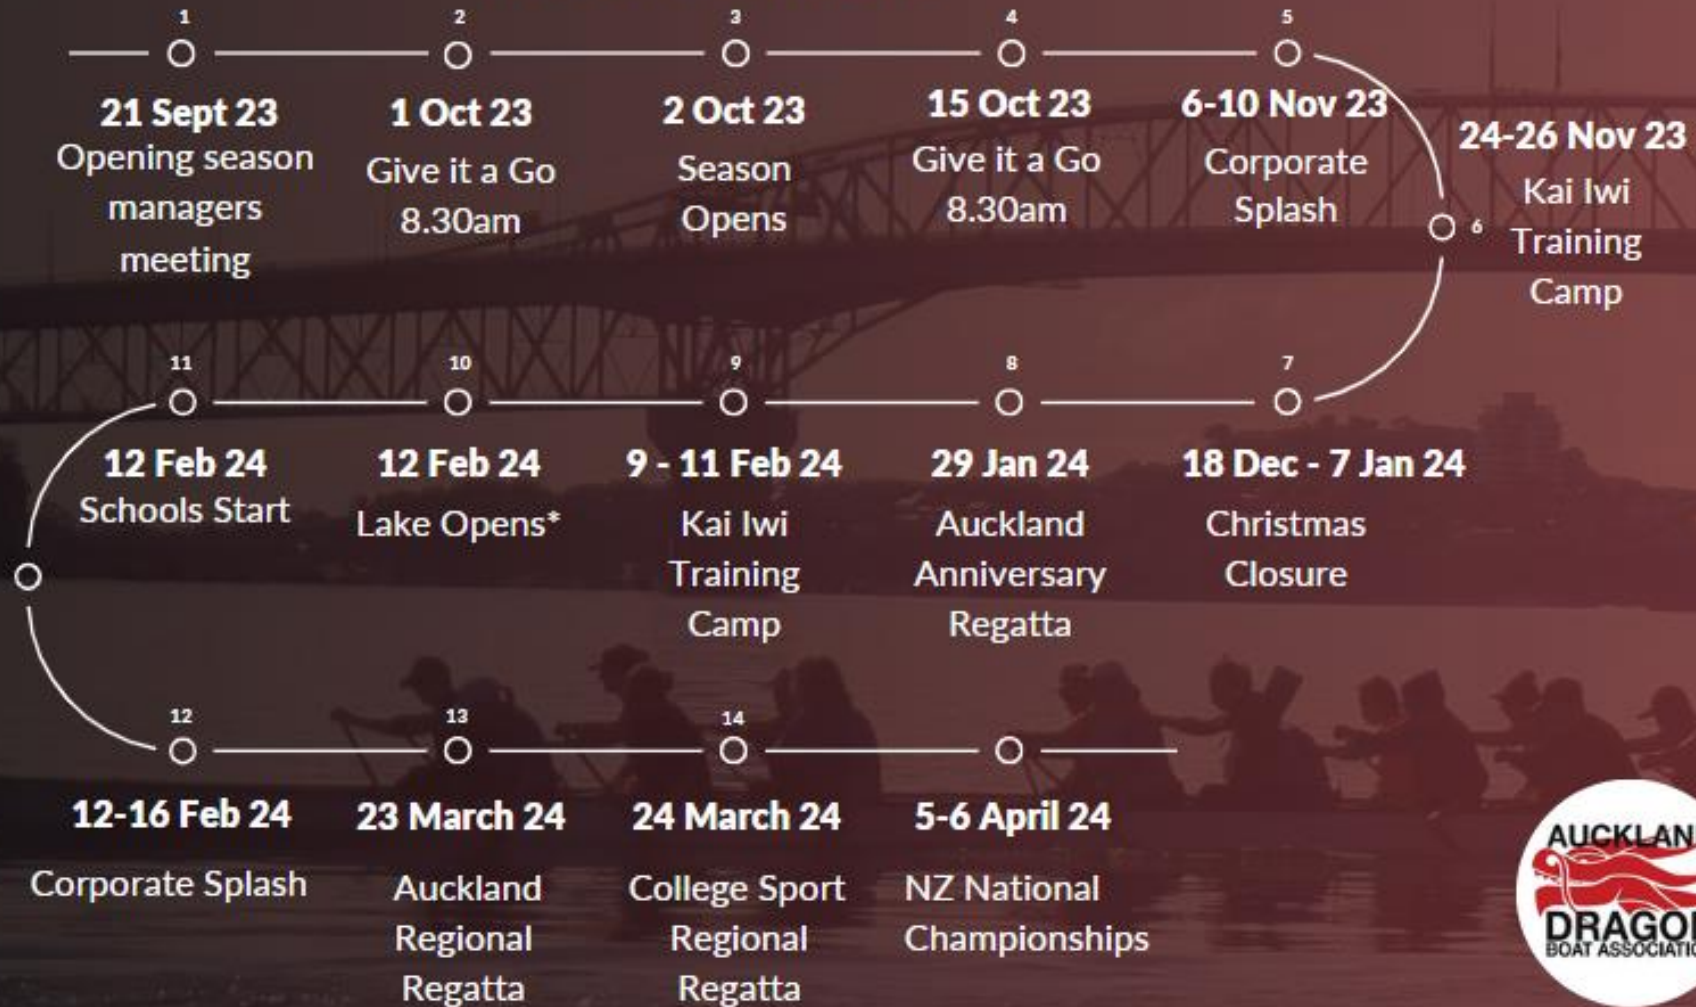 1
21 Sept 23
Opening season
managers
meeting
2
1 Oct 23
Give it a Go
8.30am
3
2 Oct 23
Season
Opens
4
15 Oct 23
Give it a Go
8.30am
5
6-10 Nov 23
Corporate
Splash
6
24-26 Nov 23
Kai Iwi
Training
Camp
7
18 Dec - 7 Jan 24
Christmas
Closure
8
29 Jan 24
Auckland
Anniversary
Regatta
9
9 - 11 Feb 24
Kai Iwi
Training
Camp
10
12 Feb 24
Lake Opens*
11
12 Feb 24
Schools Start
12
12-16 Feb 24
Corporate Splash
13
23 March 24
Auckland
Regional
Regatta
14
24 March 24
College Sport
Regional
Regatta
5-6 April 24
NZ National
Championships
AUCKLAN
DRAGO
BOAT ASSOCIATIO